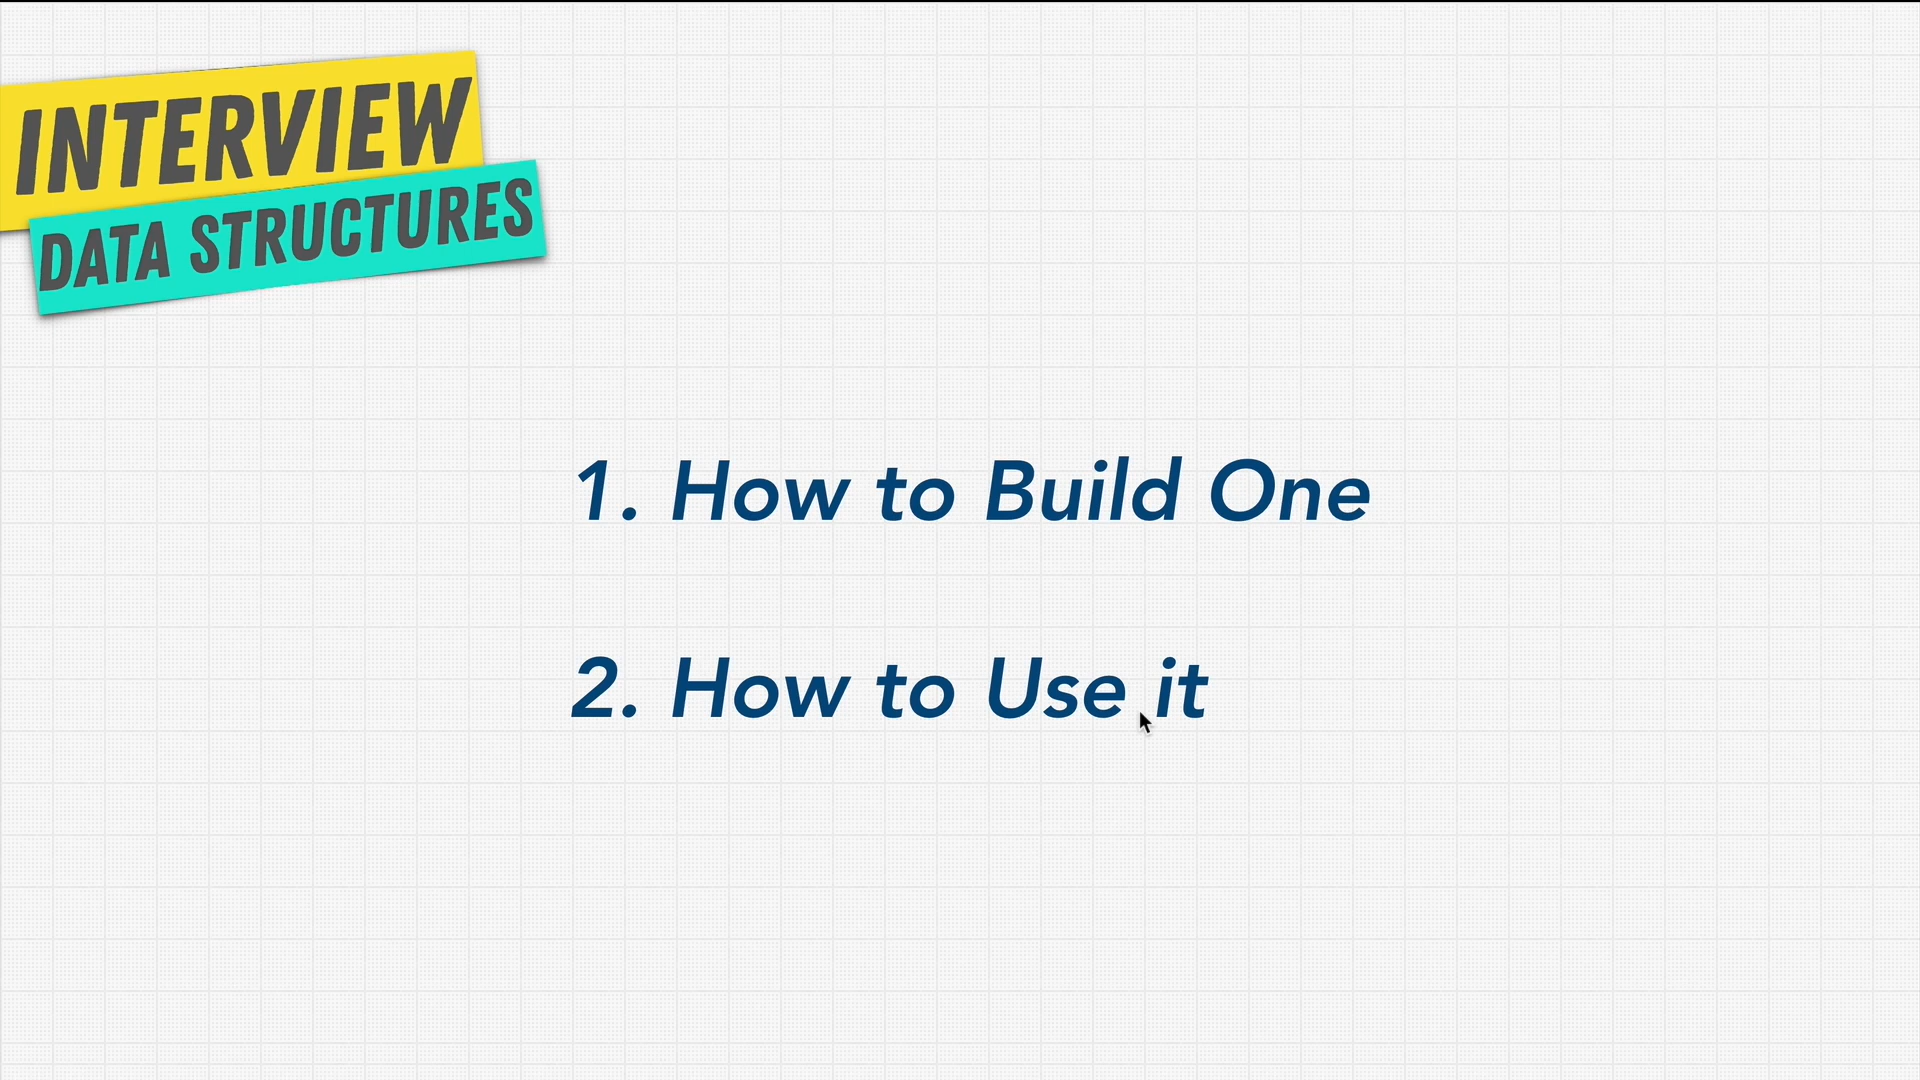 INTERVIEW
DATA STRUCTURES
1. How to Build One
2. How to Use it